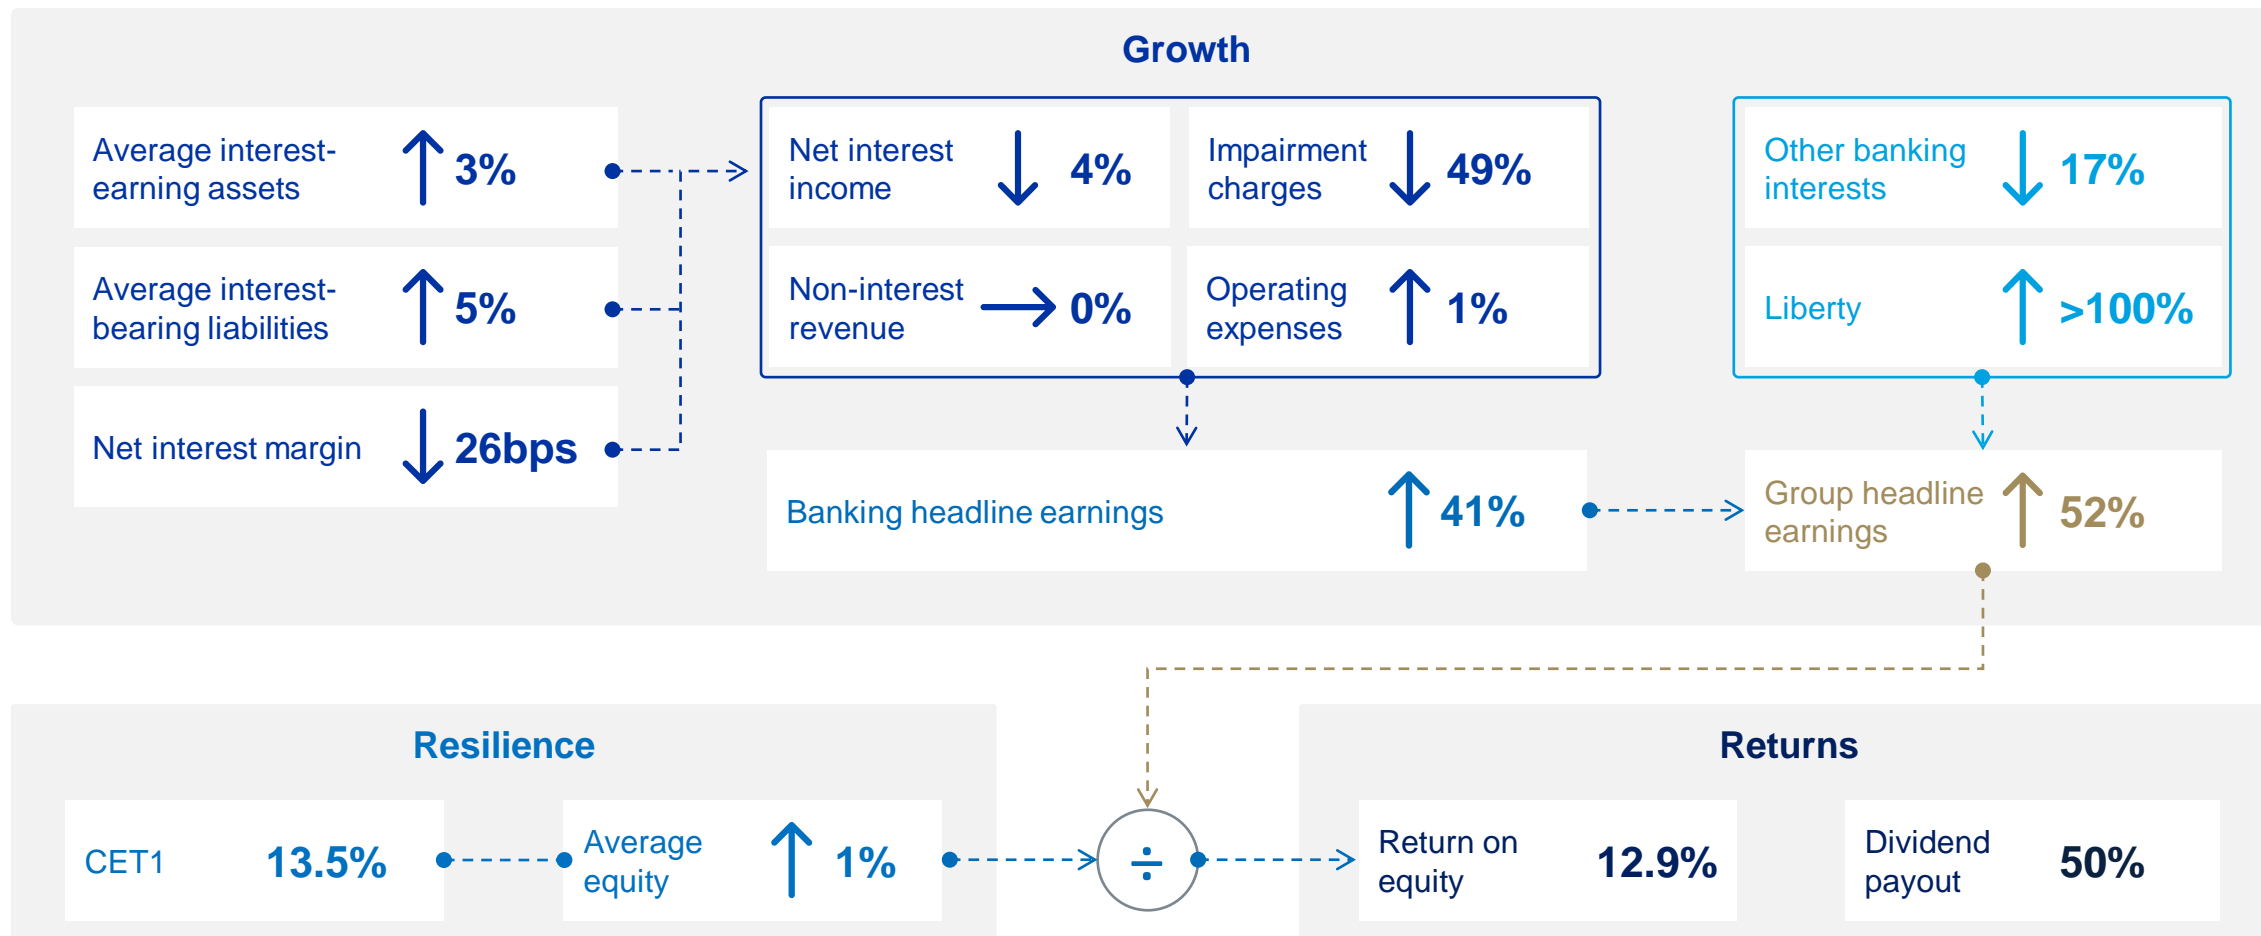 Growth
Average interest-
earning assets
3%
Average interest-
bearing liabilities
5%
Net interest margin
26bps
Net interest
income
4%
Impairment
charges
49%
Non-interest
revenue
0%
Operating
expenses
1%
Other banking
interests
17%
Liberty
>100%
Banking headline earnings
41%
Group headline
earnings
52%
Resilience
CET1
13.5%
Average
equity
1%
÷
Returns
Return on
equity
12.9%
Dividend
payout
50%